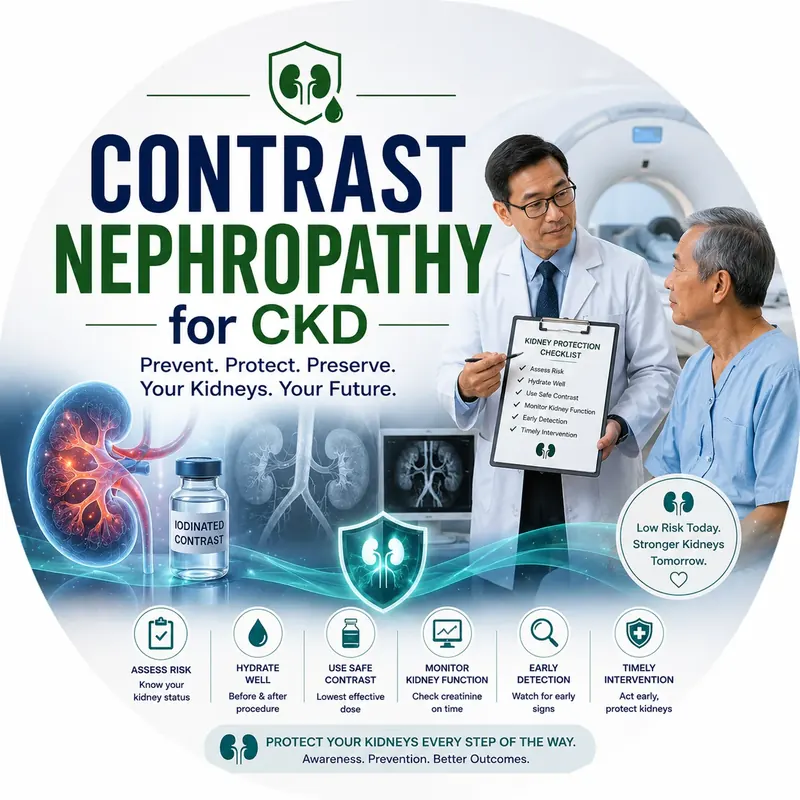 CONTRAST
NEPHROPATHY
for CKD
Prevent. Protect. Preserve.
Your Kidneys. Your Future.
KIDNEY PROTECTION
CHECKLIST
Assess Risk
Hydrate Well
Use Safe Contrast
Monitor Kidney Function
Early Detection
Timely Intervention
IODINATED
CONTRAST
Low Risk Today.
Stronger Kidneys
Tomorrow.
ASSESS RISK
Know your
kidney status
HYDRATE
WELL
Before & after
procedure
USE SAFE
CONTRAST
Lowest effective
dose
MONITOR
KIDNEY FUNCTION
Check creatinine
on time
EARLY
DETECTION
Watch for early
signs
TIMELY
INTERVENTION
Act early,
protect kidneys
PROTECT YOUR KIDNEYS EVERY STEP OF THE WAY.
Awareness. Prevention. Better Outcomes.